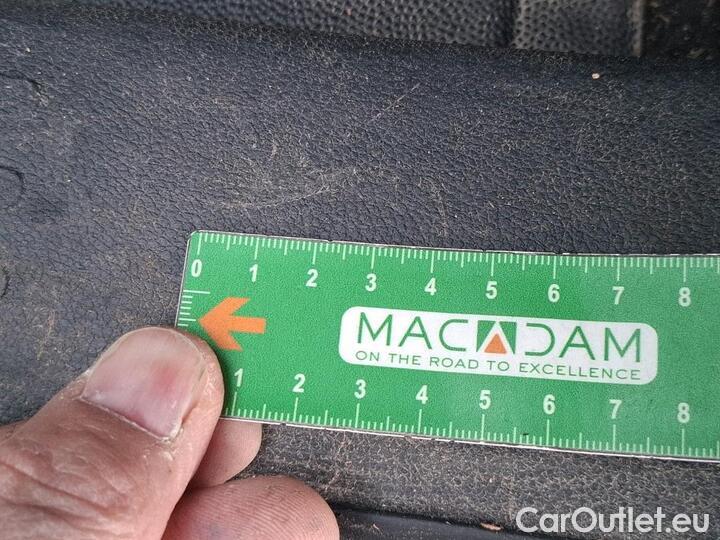 0 1 2 3 4 5 6 7 8
MACADAM
ON THE ROAD TO EXCELLENCE
1 2 3 4 5 6 7 8
CarOutlet.eu